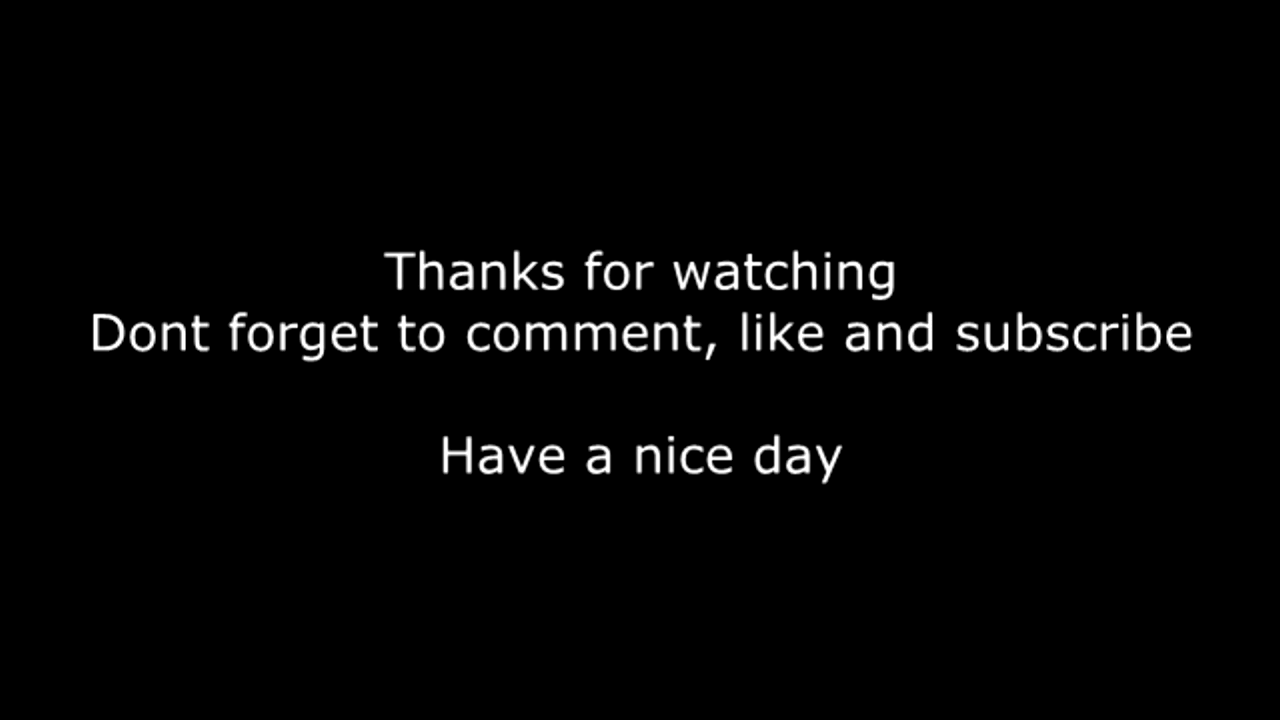 Thanks for watching
Dont forget to comment, like and subscribe
Have a nice day